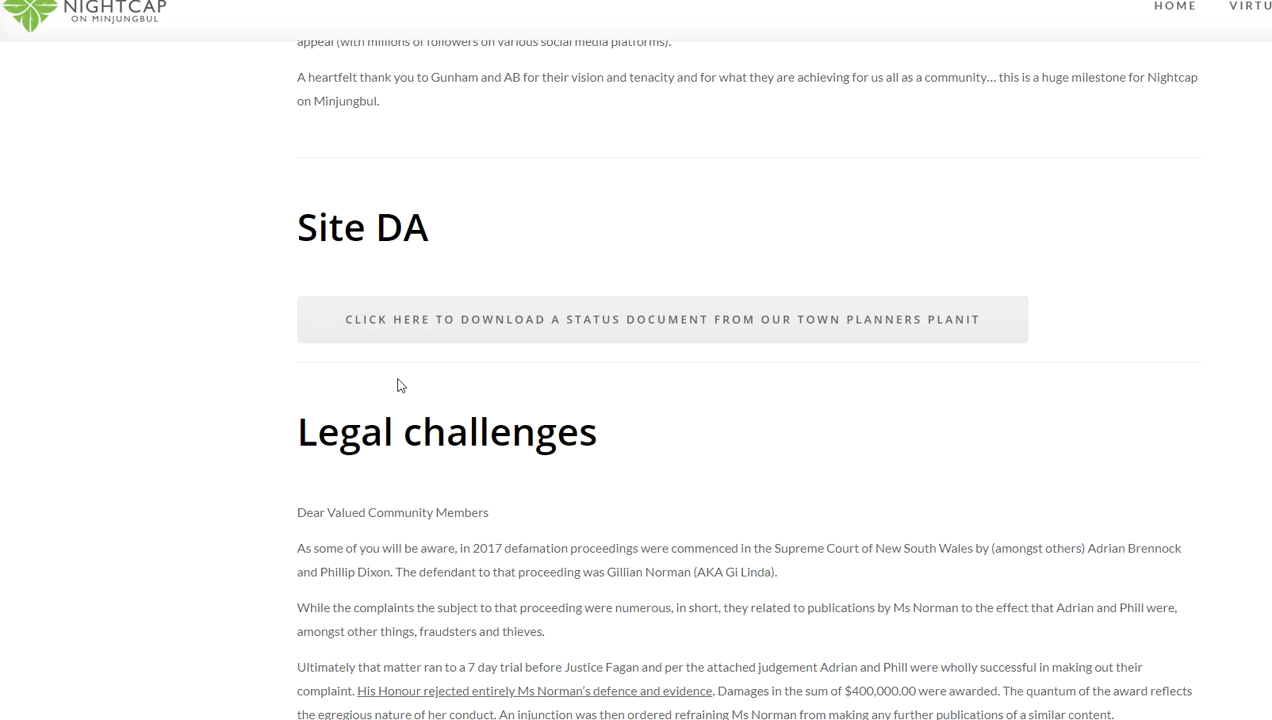 NIGHTCAP
ON MINJUNGBUL
HOME VIRTU
appeal (with millions of followers on various social media platforms).
A heartfelt thank you to Gunham and AB for their vision and tenacity and for what they are achieving for us all as a community... this is a huge milestone for Nightcap
on Minjungbul.
Site DA
CLICK HERE TO DOWNLOAD A STATUS DOCUMENT FROM OUR TOWN PLANNERS PLANIT
Legal challenges
Dear Valued Community Members
As some of you will be aware, in 2017 defamation proceedings were commenced in the Supreme Court of New South Wales by (amongst others) Adrian Brennock
and Phillip Dixon. The defendant to that proceeding was Gillian Norman (AKA Gi Linda).
While the complaints the subject to that proceeding were numerous, in short, they related to publications by Ms Norman to the effect that Adrian and Phill were,
amongst other things, fraudsters and thieves.
Ultimately that matter ran to a 7 day trial before Justice Fagan and per the attached judgement Adrian and Phill were wholly successful in making out their
complaint. His Honour rejected entirely Ms Norman's defence and evidence. Damages in the sum of $400,000.00 were awarded. The quantum of the award reflects
the egregious nature of her conduct. An injunction was then ordered refraining Ms Norman from making any further publications of a similar content.